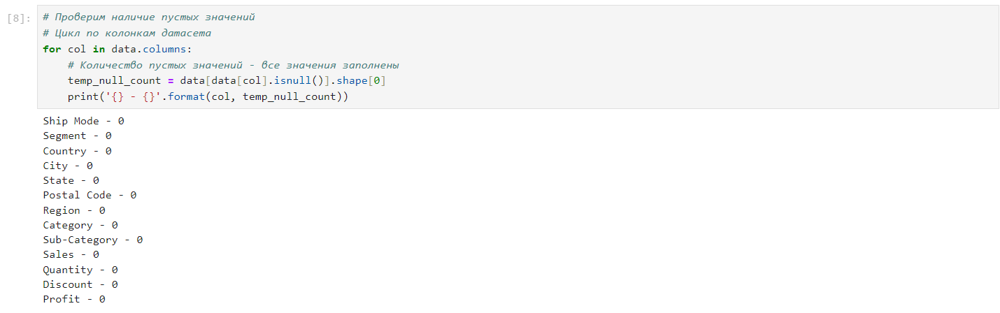 [8]:
# Проверим наличие пустых значений
# Цикл по колонкам датасета
for col in data.columns:
    # Количество пустых значений - все значения заполнены
    temp_null_count = data[data[col].isnull()].shape[0]
    print('{} - {}'.format(col, temp_null_count))
Ship Mode - 0
Segment - 0
Country - 0
City - 0
State - 0
Postal Code - 0
Region - 0
Category - 0
Sub-Category - 0
Sales - 0
Quantity - 0
Discount - 0
Profit - 0